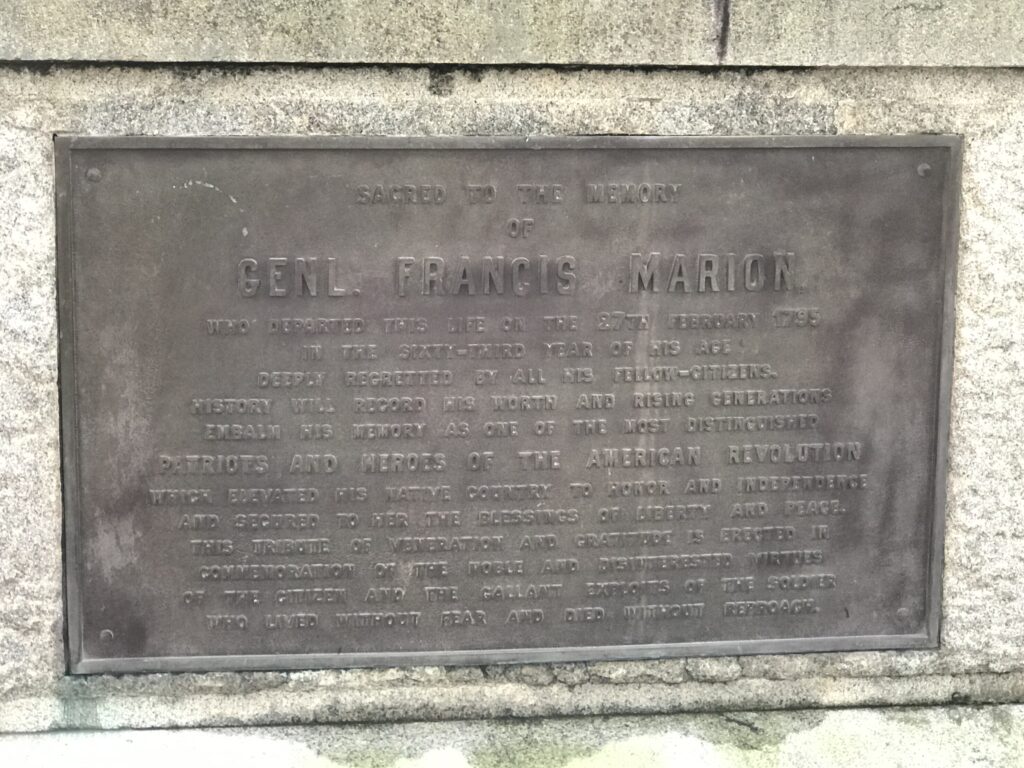 SACRED TO THE MEMORY
OF
GENL. FRANCIS MARION.
WHO DEPARTED THIS LIFE ON THE 27TH FEBRUARY 1795
IN THE SIXTY-THIRD YEAR OF HIS AGE
DEEPLY REGRETTED BY ALL HIS FELLOW-CITIZENS.
HISTORY WILL RECORD HIS WORTH AND RISING GENERATIONS
EMBALM HIS MEMORY AS ONE OF THE MOST DISTINGUISHED
PATRIOTS AND HEROES OF THE AMERICAN REVOLUTION
WHICH ELEVATED HIS NATIVE COUNTRY TO HONOR AND INDEPENDENCE
AND SECURED TO HER THE BLESSINGS OF LIBERTY AND PEACE.
THIS TRIBUTE OF VENERATION AND GRATITUDE IS ERECTED IN
COMMEMORATION OF THE NOBLE AND DISINTERESTED VIRTUES
OF THE CITIZEN AND THE GALLANT EXPLOITS OF THE SOLDIER
WHO LIVED WITHOUT FEAR AND DIED WITHOUT REPROACH.